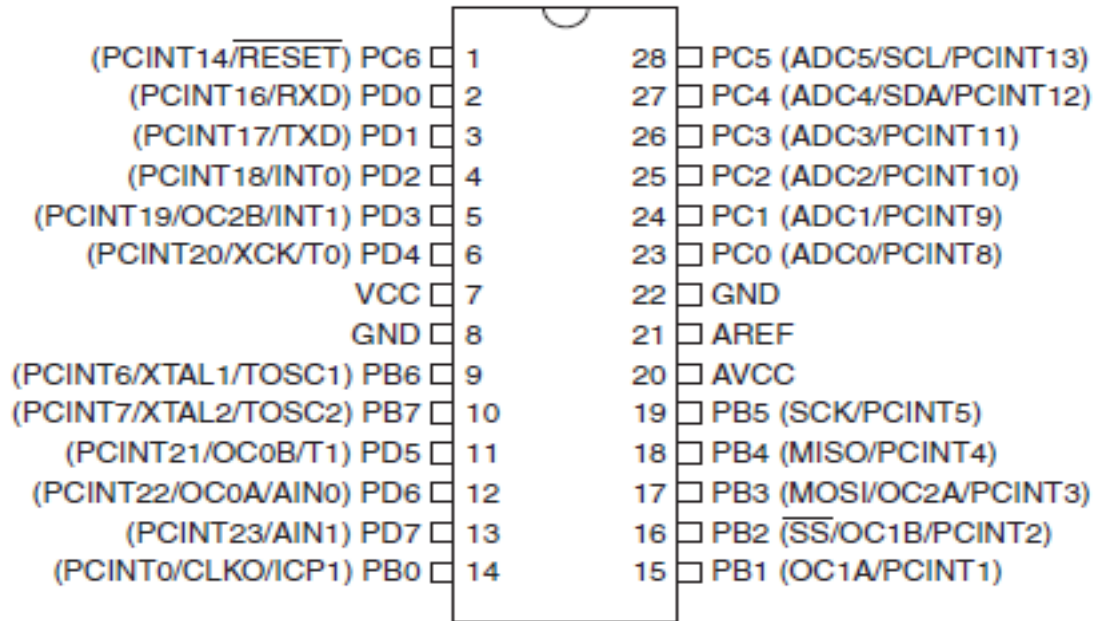 (PCINT14/RESET) PC6 1 28 PC5 (ADC5/SCL/PCINT13)
(PCINT16/RXD) PD0 2 27 PC4 (ADC4/SDA/PCINT12)
(PCINT17/TXD) PD1 3 26 PC3 (ADC3/PCINT11)
(PCINT18/INT0) PD2 4 25 PC2 (ADC2/PCINT10)
(PCINT19/OC2B/INT1) PD3 5 24 PC1 (ADC1/PCINT9)
(PCINT20/XCK/T0) PD4 6 23 PC0 (ADC0/PCINT8)
VCC 7 22 GND
GND 8 21 AREF
(PCINT6/XTAL1/TOSC1) PB6 9 20 AVCC
(PCINT7/XTAL2/TOSC2) PB7 10 19 PB5 (SCK/PCINT5)
(PCINT21/OC0B/T1) PD5 11 18 PB4 (MISO/PCINT4)
(PCINT22/OC0A/AIN0) PD6 12 17 PB3 (MOSI/OC2A/PCINT3)
(PCINT23/AIN1) PD7 13 16 PB2 (SS/OC1B/PCINT2)
(PCINT0/CLKO/ICP1) PB0 14 15 PB1 (OC1A/PCINT1)